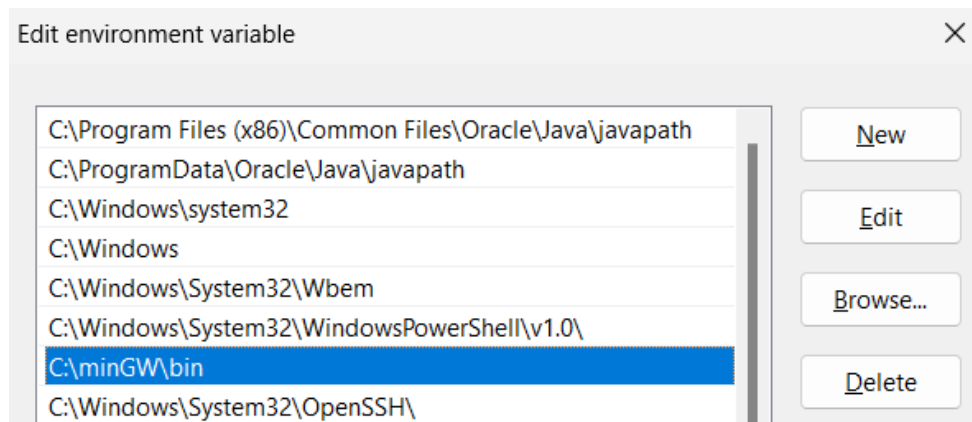 Edit environment variable
C:\Program Files (x86)\Common Files\Oracle\Java\javapath
New
C:\ProgramData\Oracle\Java\javapath
C:\Windows\system32
Edit
C:\Windows
C:\Windows\System32\Wbem
Browse...
C:\Windows\System32\WindowsPowerShell\v1.0\
C:\minGW\bin
Delete
C:\Windows\System32\OpenSSH\